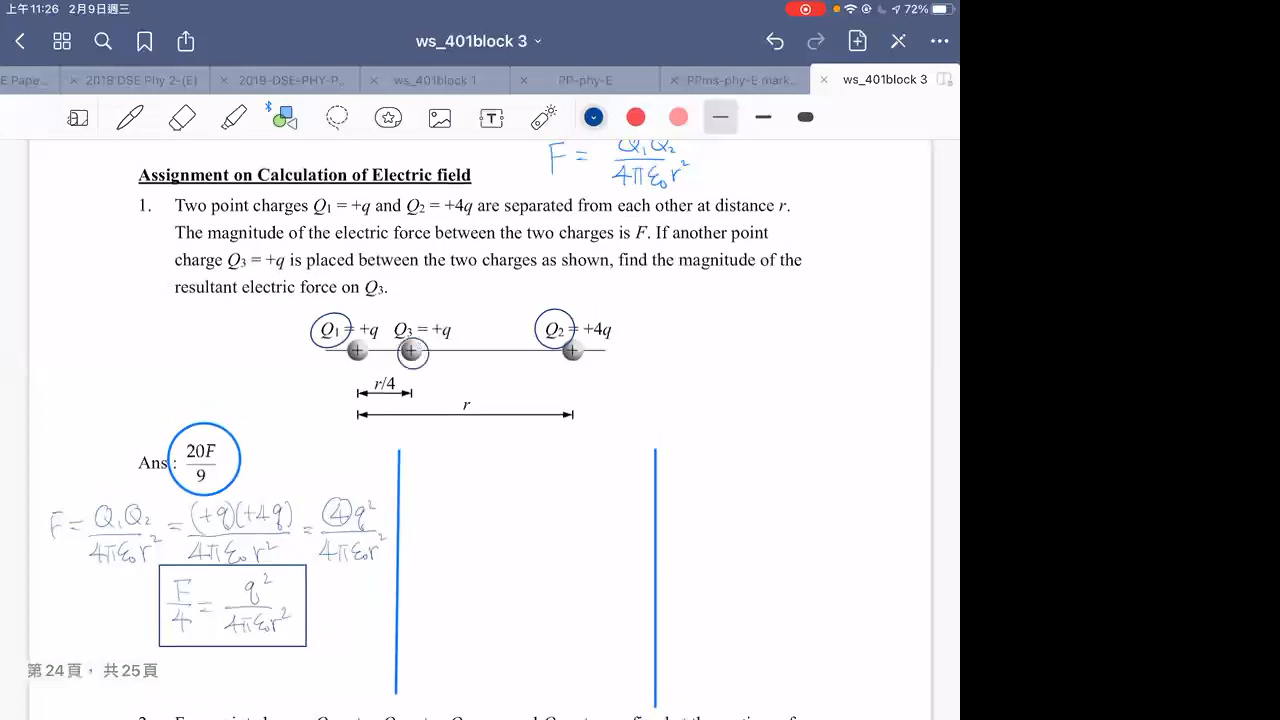 上午11:26 2月9日週三
72%
ws_401block 3
E Pape...
2018 DSE Phy 2-(E)
2019-DSE-PHY-P...
ws_401block 1
PP-phy-E
PPms-phy-E mark...
ws_401block 3
F = Q₁Q₂ / 4πε₀r²
Assignment on Calculation of Electric field
1. Two point charges Q₁ = +q and Q₂ = +4q are separated from each other at distance r.
The magnitude of the electric force between the two charges is F. If another point
charge Q₃ = +q is placed between the two charges as shown, find the magnitude of the
resultant electric force on Q₃.
Q₁ = +q Q₃ = +q Q₂ = +4q
r/4
r
Ans : 20F / 9
F = Q₁Q₂ / 4πε₀r² = (+q)(+4q) / 4πε₀r² = 4q² / 4πε₀r²
F / 4 = q² / 4πε₀r²
第24頁，共25頁